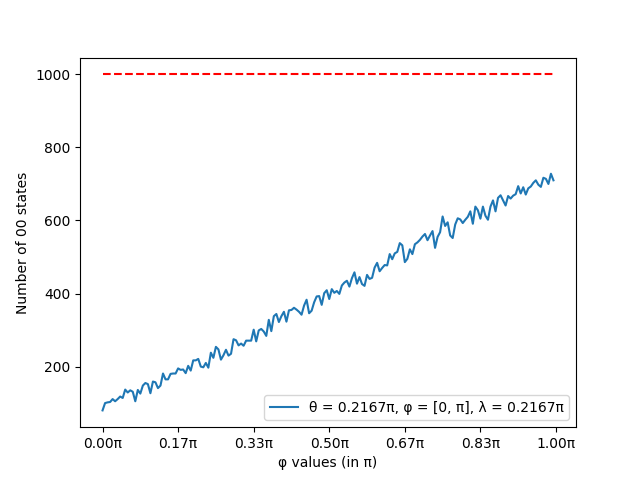 1000
800
600
400
200
Number of 00 states
θ = 0.2167π, φ = [0, π], λ = 0.2167π
0.00π 0.17π 0.33π 0.50π 0.67π 0.83π 1.00π
φ values (in π)